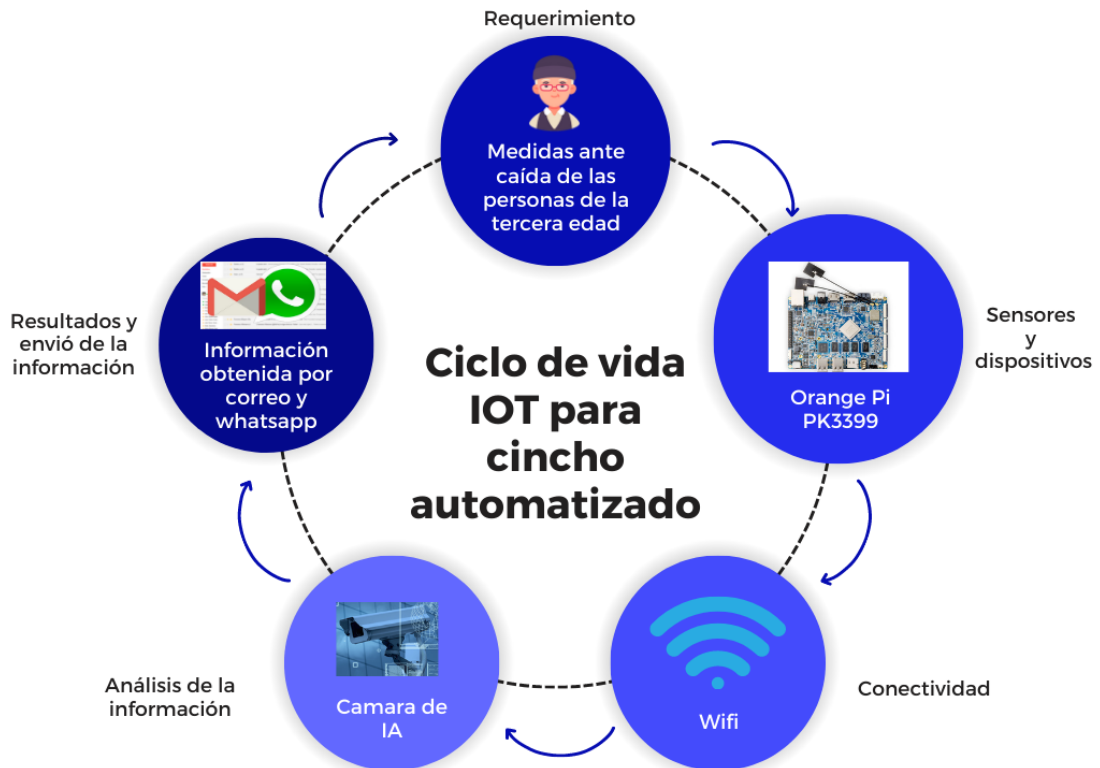 Requerimiento
Medidas ante
caída de las
personas de la
tercera edad
Sensores
y
dispositivos
Orange Pi
PK3399
Conectividad
Wifi
Análisis de la
información
Camara de
IA
Resultados y
envió de la
información
Información
obtenida por
correo y
whatsapp
Ciclo de vida
IOT para
cincho
automatizado